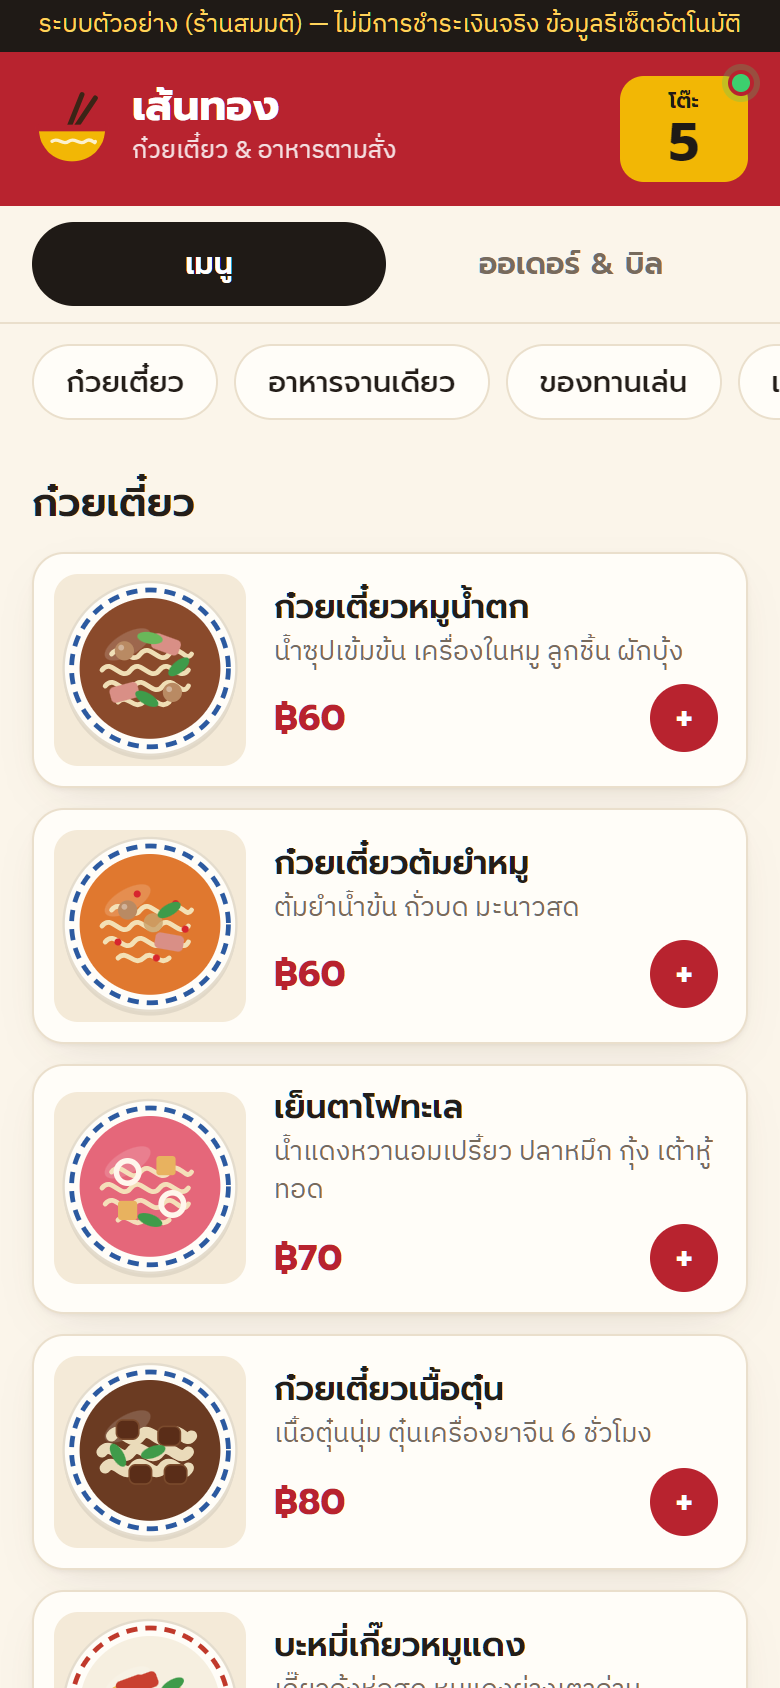 ระบบตัวอย่าง (ร้านสมมติ) — ไม่มีการชำระเงินจริง ข้อมูลรีเซ็ตอัตโนมัติ
เส้นทอง
ก๋วยเตี๋ยว & อาหารตามสั่ง
โต๊ะ
5
เมนู
ออเดอร์ & บิล
ก๋วยเตี๋ยว
อาหารจานเดียว
ของทานเล่น
ก๋วยเตี๋ยว
ก๋วยเตี๋ยวหมูน้ำตก
น้ำซุปเข้มข้น เครื่องในหมู ลูกชิ้น ผักบุ้ง
฿60
+
ก๋วยเตี๋ยวต้มยำหมู
ต้มยำน้ำข้น ถั่วบด มะนาวสด
฿60
+
เย็นตาโฟทะเล
น้ำแดงหวานอมเปรี้ยว ปลาหมึก กุ้ง เต้าหู้
ทอด
฿70
+
ก๋วยเตี๋ยวเนื้อตุ๋น
เนื้อตุ๋นนุ่ม ตุ๋นเครื่องยาจีน 6 ชั่วโมง
฿80
+
บะหมี่เกี๊ยวหมูแดง